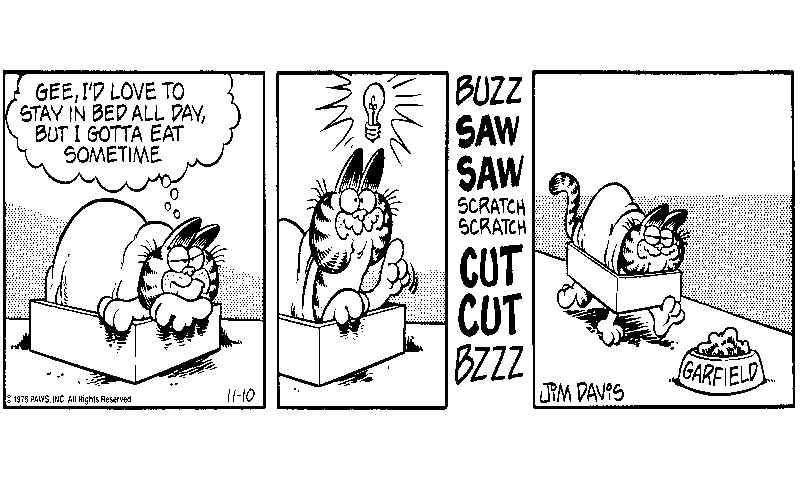 GEE, I'D LOVE TO
STAY IN BED ALL DAY,
BUT I GOTTA EAT
SOMETIME
© 1978 PAWS, INC. All Rights Reserved
11-10
BUZZ
SAW
SAW
SCRATCH
SCRATCH
CUT
CUT
BZZZ
GARFIELD
JIM DAVIS